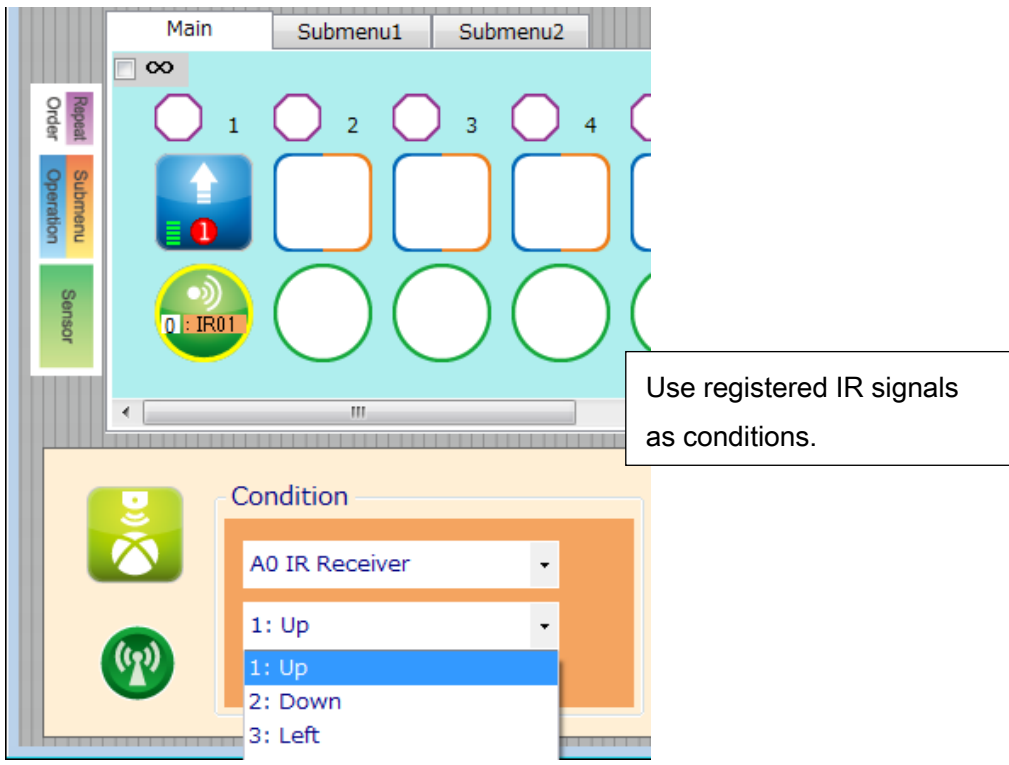 Main Submenu1 Submenu2
∞
Repeat
Order
1 2 3 4
Submenu
Operation
1
Sensor
0 : IR01
Use registered IR signals
as conditions.
Condition
A0 IR Receiver
1: Up
1: Up
2: Down
3: Left